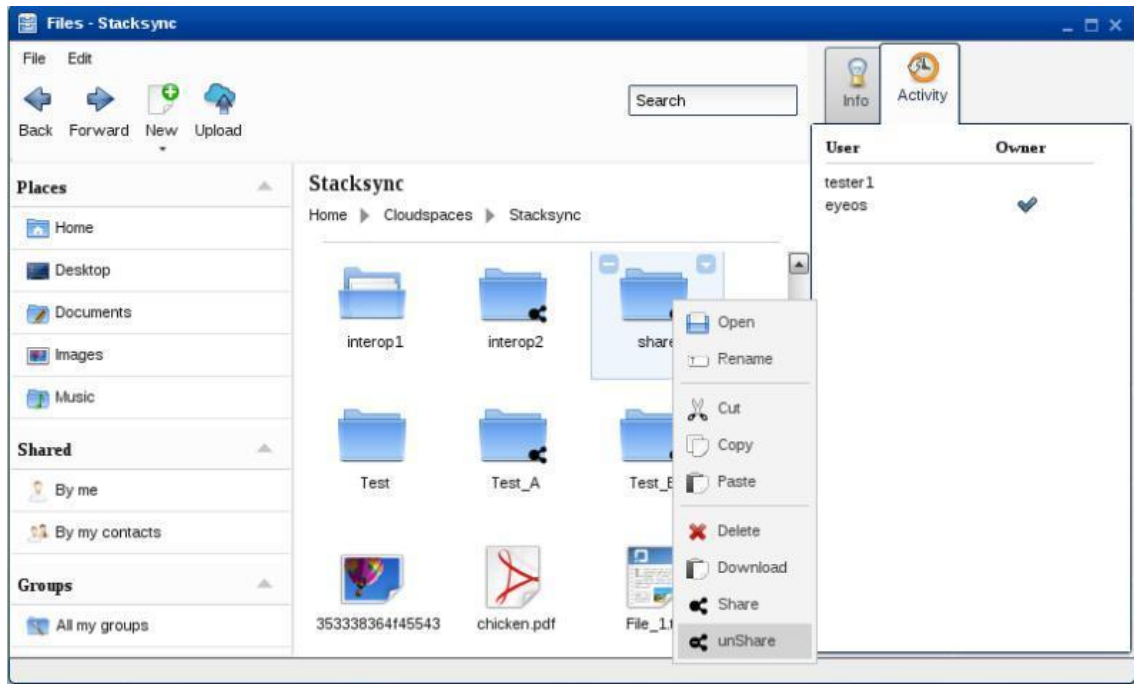 Files - Stacksync
File Edit
Back Forward New Upload
Search
Info
Activity
User Owner
tester1
eyeos
Places
Home
Desktop
Documents
Images
Music
Shared
By me
By my contacts
Groups
All my groups
Stacksync
Home Cloudspaces Stacksync
interop1 interop2 share
Test Test_A Test_
353338364f45543 chicken.pdf File_1.
Open
Rename
Cut
Copy
Paste
Delete
Download
Share
unShare